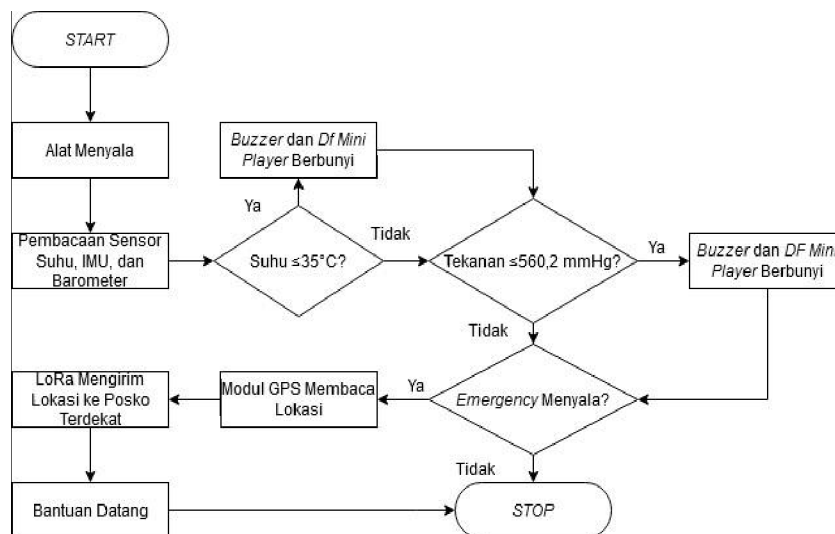 START
Alat Menyala
Buzzer dan Df Mini
Player Berbunyi
Ya
Pembacaan Sensor
Suhu, IMU, dan
Barometer
Suhu ≤35°C?
Tidak
Tekanan ≤560,2 mmHg?
Ya
Buzzer dan DF Mini
Player Berbunyi
Tidak
LoRa Mengirim
Lokasi ke Posko
Terdekat
Modul GPS Membaca
Lokasi
Ya
Emergency Menyala?
Tidak
Bantuan Datang
STOP